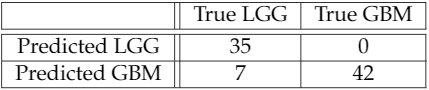 True LGG True GBM
Predicted LGG 35 0
Predicted GBM 7 42